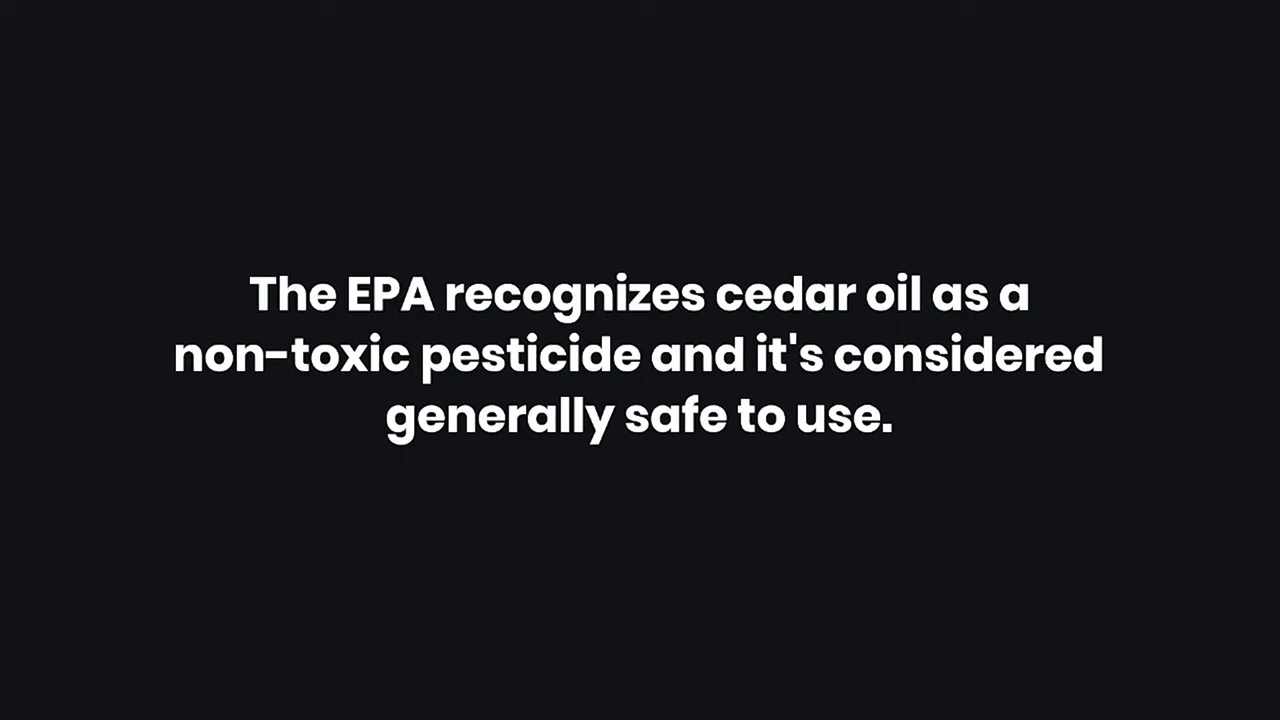 The EPA recognizes cedar oil as a
non-toxic pesticide and it's considered
generally safe to use.